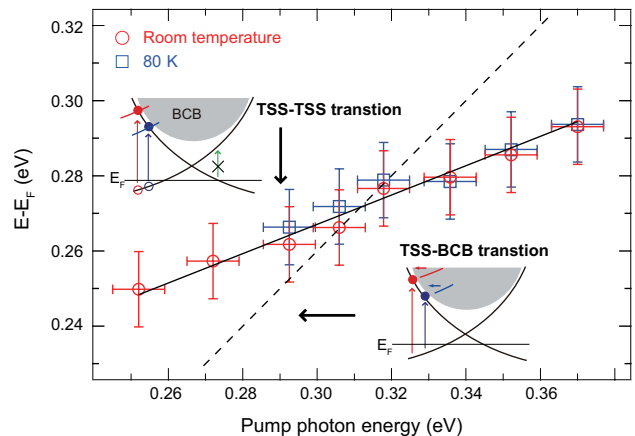 0.32
0.30
0.28
0.26
0.24
E-E_F (eV)
Room temperature
80 K
BCB
TSS-TSS transtion
E_F
TSS-BCB transtion
E_F
0.26 0.28 0.30 0.32 0.34 0.36
Pump photon energy (eV)